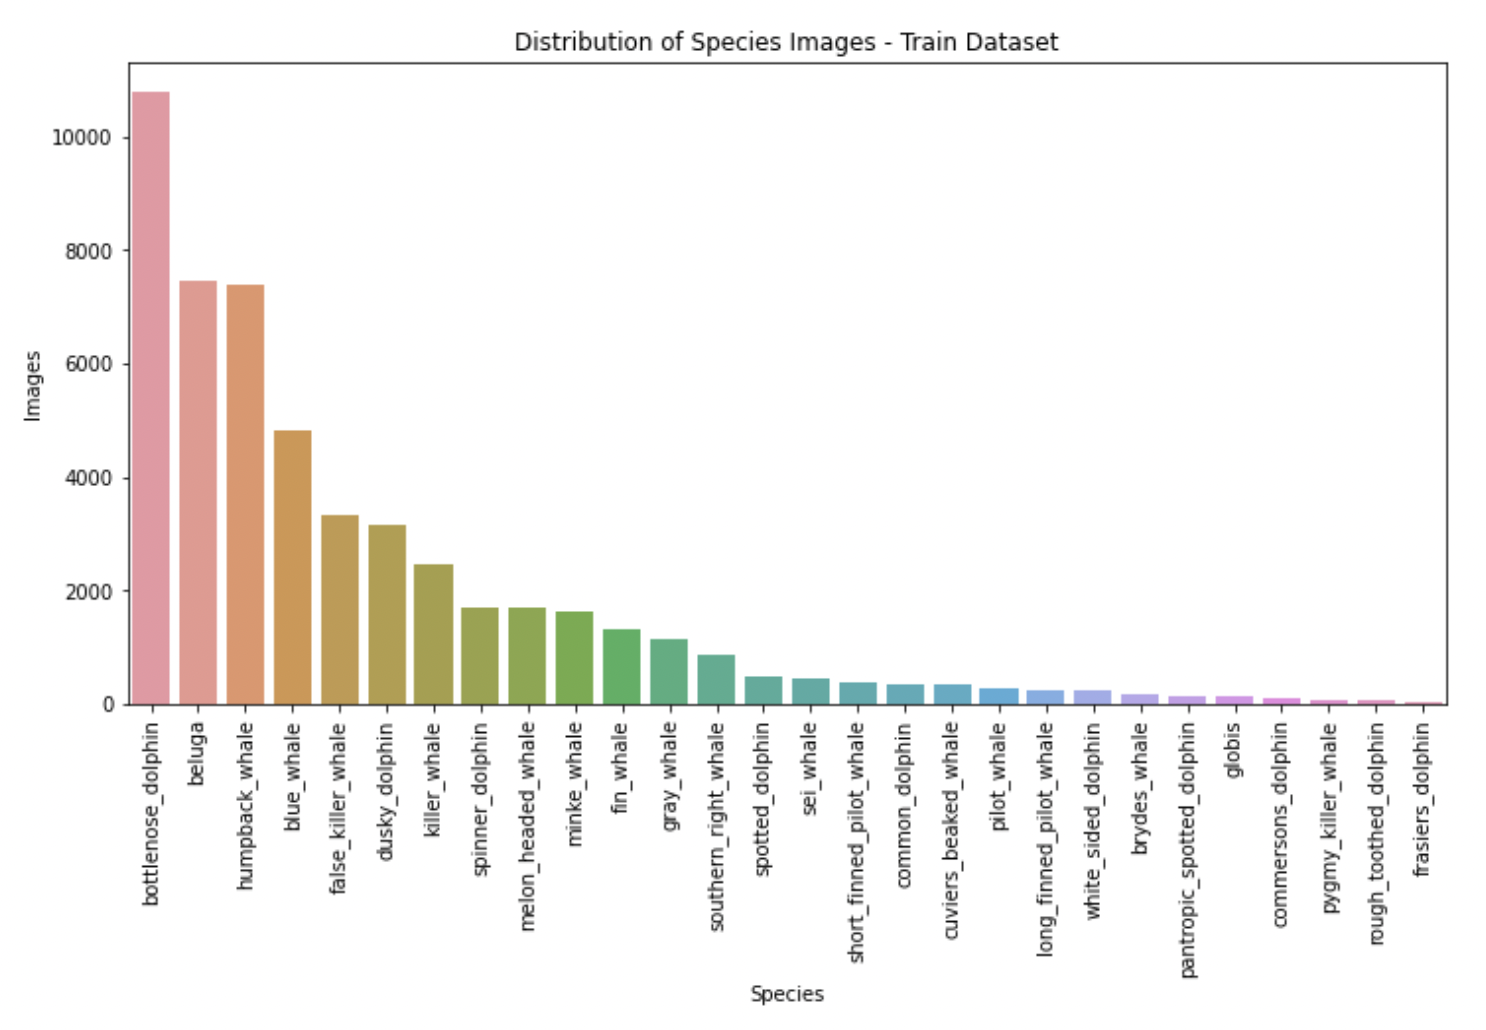 Distribution of Species Images - Train Dataset
10000
8000
6000
4000
2000
0
Images
bottlenose_dolphin
beluga
humpback_whale
blue_whale
false_killer_whale
dusky_dolphin
killer_whale
spinner_dolphin
melon_headed_whale
minke_whale
fin_whale
gray_whale
southern_right_whale
spotted_dolphin
sei_whale
short_finned_pilot_whale
common_dolphin
cuviers_beaked_whale
pilot_whale
long_finned_pilot_whale
white_sided_dolphin
brydes_whale
pantropic_spotted_dolphin
globis
commersons_dolphin
pygmy_killer_whale
rough_toothed_dolphin
frasiers_dolphin
Species